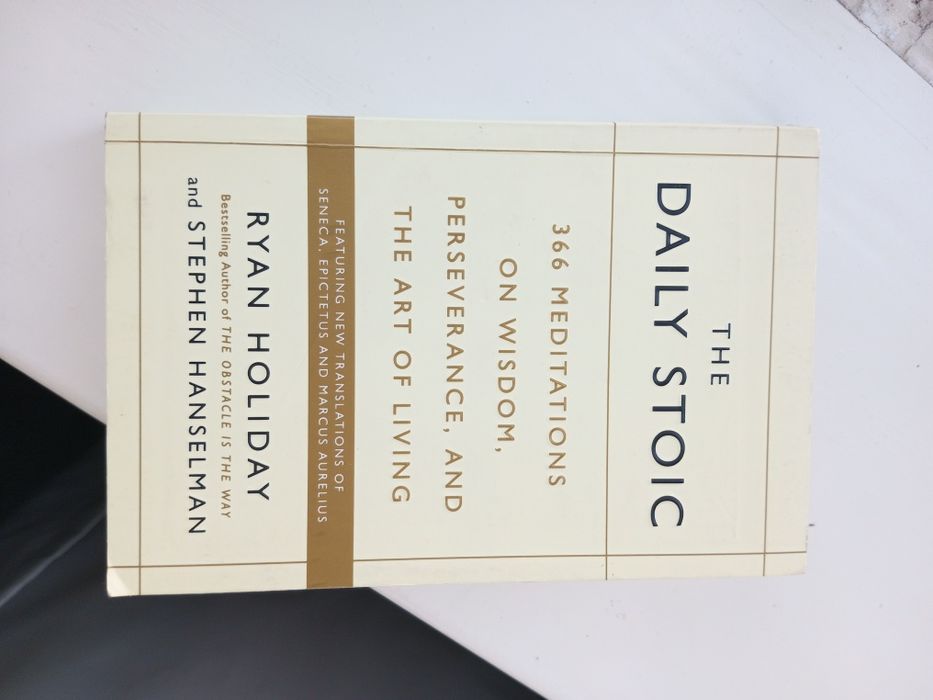 THE
DAILY STOIC
366 MEDITATIONS
ON WISDOM,
PERSEVERANCE, AND
THE ART OF LIVING
FEATURING NEW TRANSLATIONS OF
SENECA, EPICTETUS AND MARCUS AURELIUS
RYAN HOLIDAY
Bestselling Author of THE OBSTACLE IS THE WAY
and STEPHEN HANSELMAN